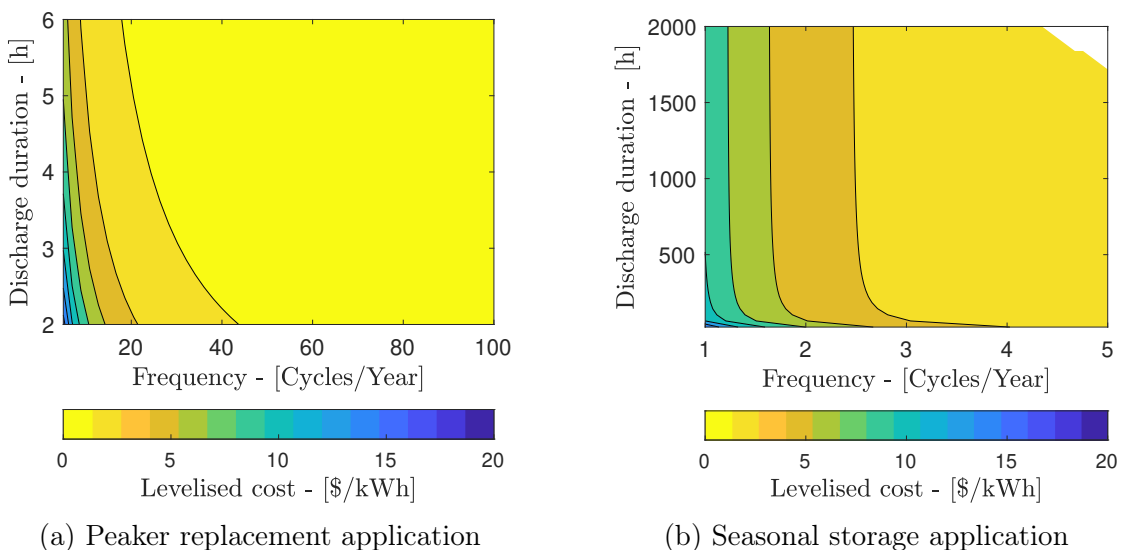 6
5
4
3
2
Discharge duration - [h]
20 40 60 80 100
Frequency - [Cycles/Year]
0 5 10 15 20
Levelised cost - [$/kWh]
(a) Peaker replacement application
2000
1500
1000
500
Discharge duration - [h]
1 2 3 4 5
Frequency - [Cycles/Year]
0 5 10 15 20
Levelised cost - [$/kWh]
(b) Seasonal storage application